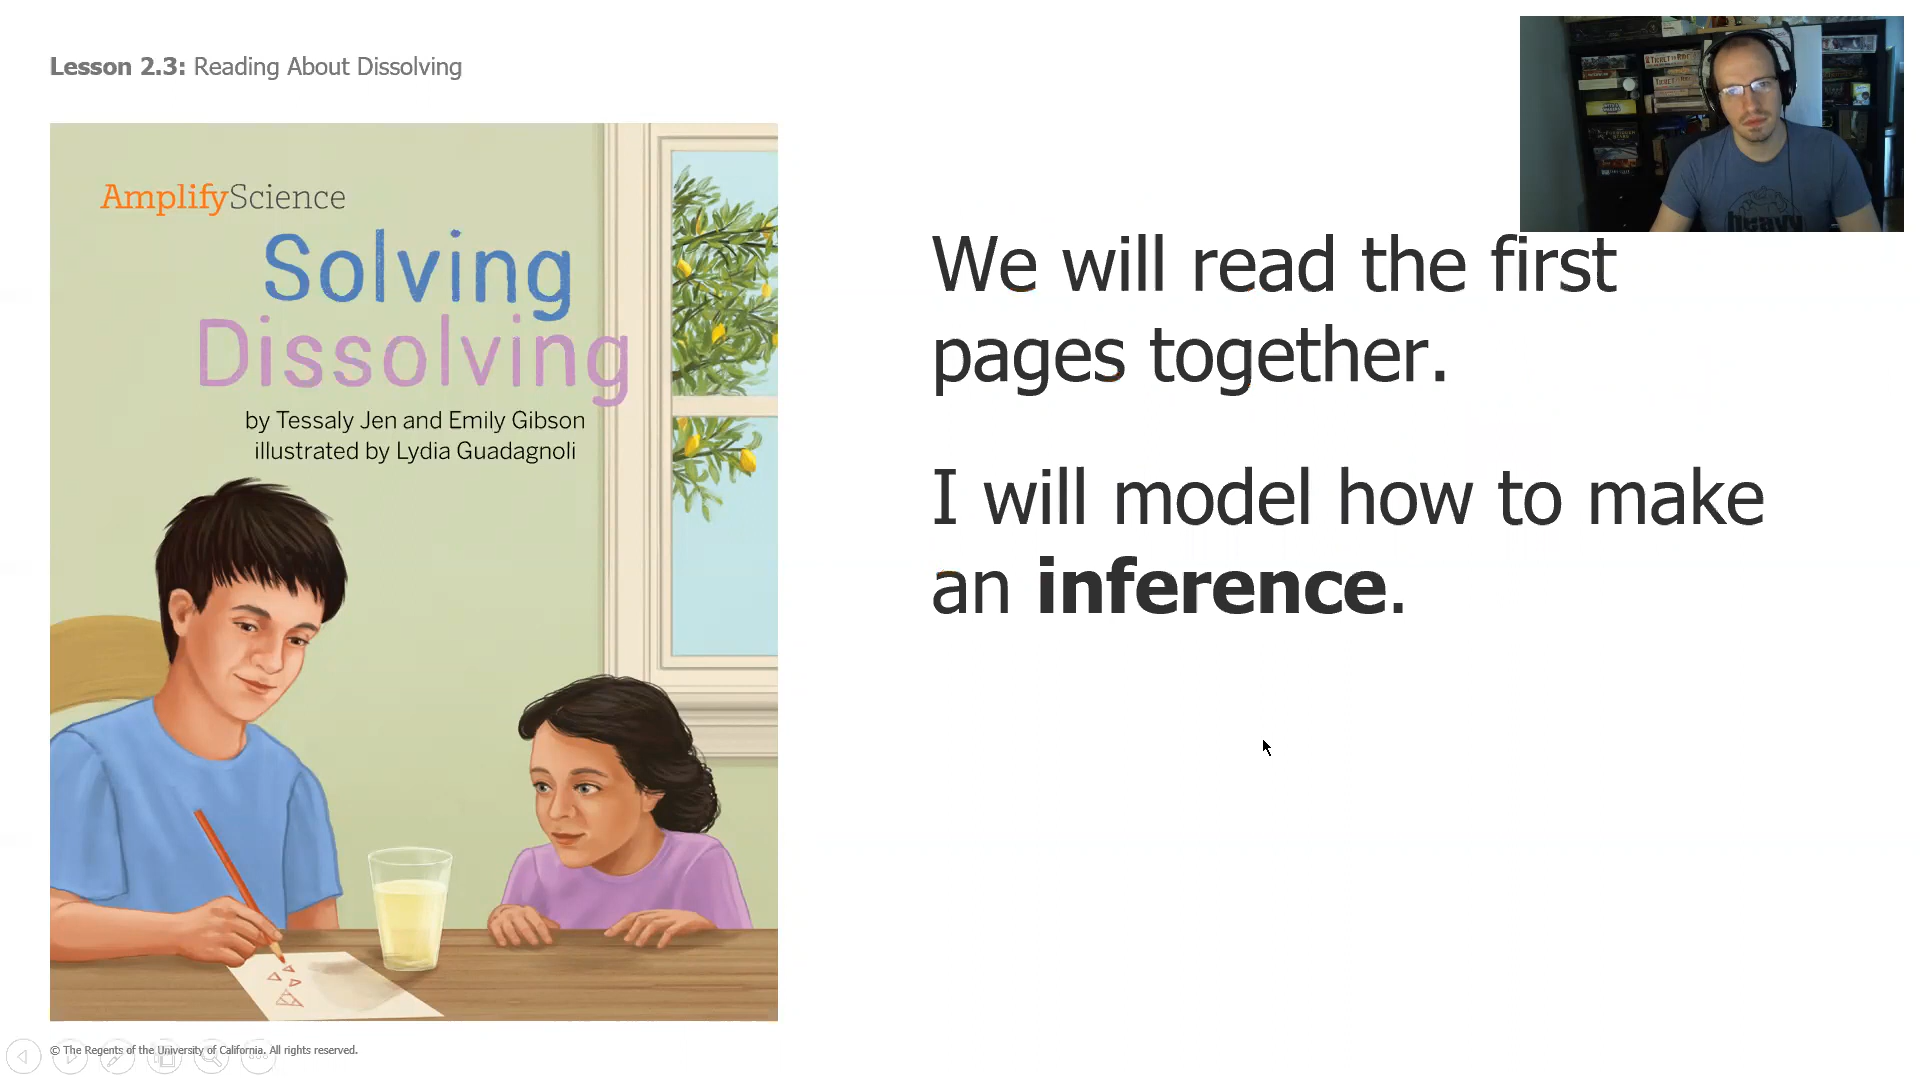 Lesson 2.3: Reading About Dissolving
AmplifyScience
Solving
Dissolving
by Tessaly Jen and Emily Gibson
illustrated by Lydia Guadagnoli
We will read the first
pages together.
I will model how to make
an inference.
© The Regents of the University of California. All rights reserved.